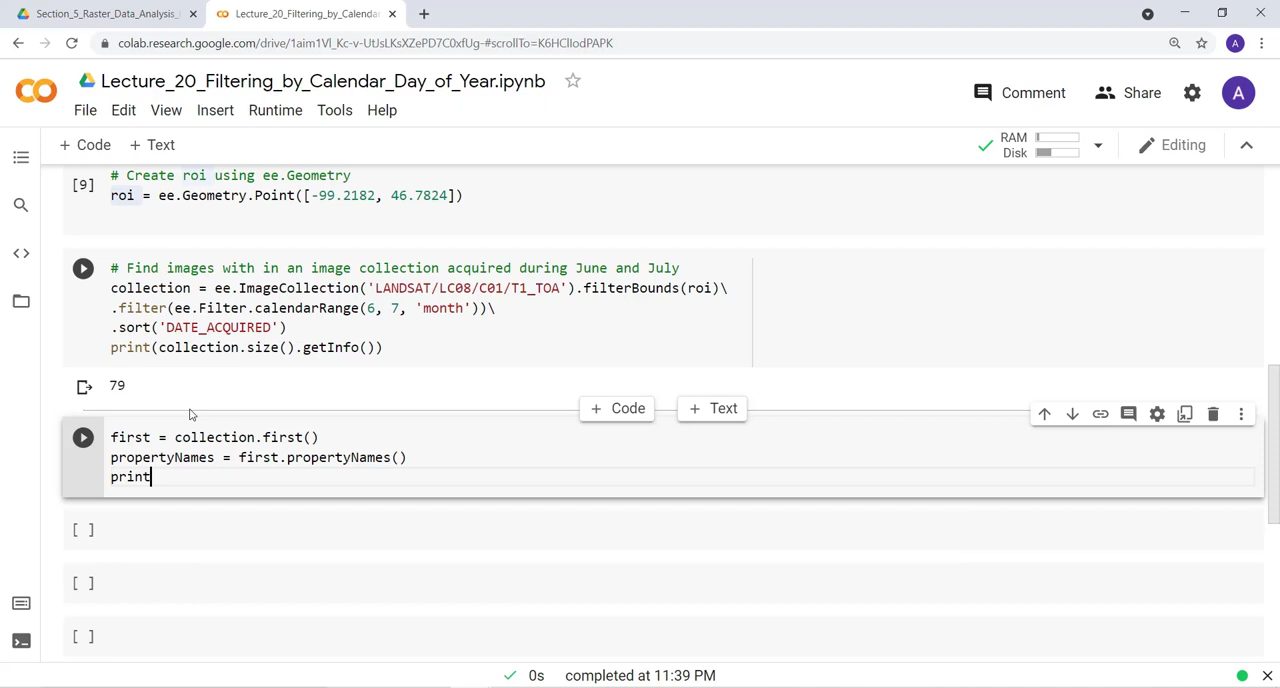 Section_5_Raster_Data_Analysis_
Lecture_20_Filtering_by_Calenda
colab.research.google.com/drive/1aim1Vl_Kc-v-UtJsLKsXZePD7C0xfUg-#scrollTo=K6HClIodPAPK
A
CO Lecture_20_Filtering_by_Calendar_Day_of_Year.ipynb
Comment Share A
File Edit View Insert Runtime Tools Help
+ Code + Text
RAM
Disk
Editing
# Create roi using ee.Geometry
[9] roi = ee.Geometry.Point([-99.2182, 46.7824])
# Find images with in an image collection acquired during June and July
collection = ee.ImageCollection('LANDSAT/LC08/C01/T1_TOA').filterBounds(roi)\
.filter(ee.Filter.calendarRange(6, 7, 'month'))\
.sort('DATE_ACQUIRED')
print(collection.size().getInfo())
79
+ Code + Text
first = collection.first()
propertyNames = first.propertyNames()
print
[ ]
[ ]
[ ]
0s completed at 11:39 PM